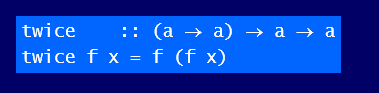 twice    :: (a → a) → a → a
twice f x = f (f x)